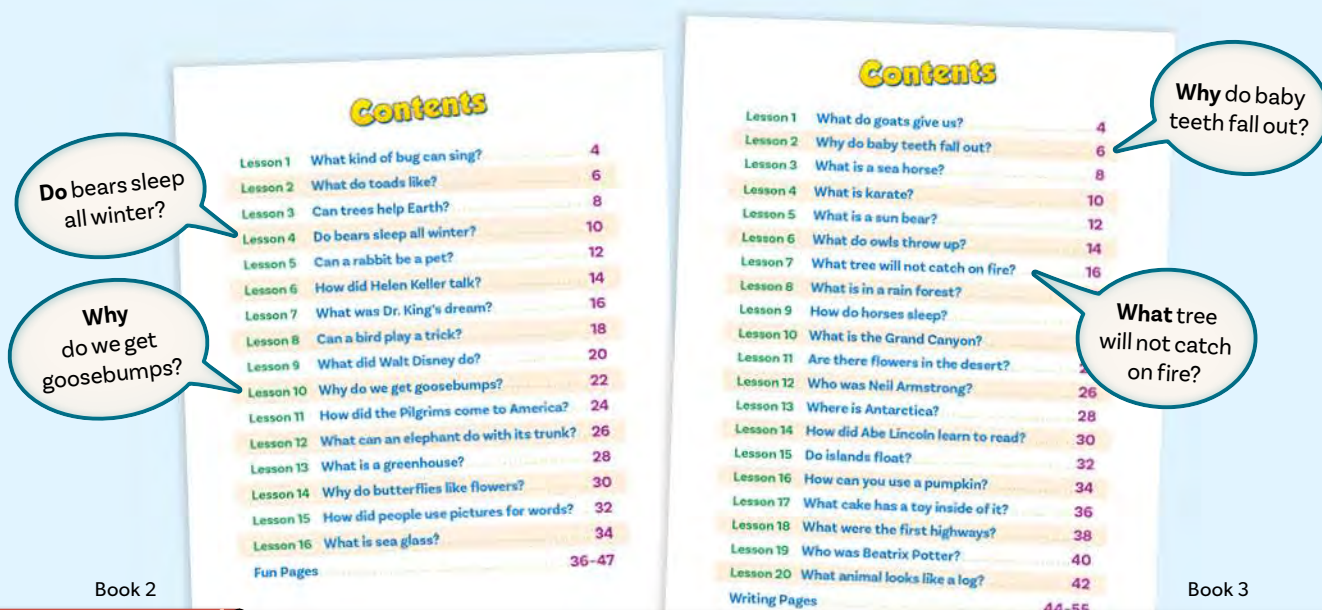 Do bears sleep
all winter?
Why
do we get
goosebumps?
Contents
Lesson 1 What kind of bug can sing? 4
Lesson 2 What do toads like? 6
Lesson 3 Can trees help Earth? 8
Lesson 4 Do bears sleep all winter? 10
Lesson 5 Can a rabbit be a pet? 12
Lesson 6 How did Helen Keller talk? 14
Lesson 7 What was Dr. King's dream? 16
Lesson 8 Can a bird play a trick? 18
Lesson 9 What did Walt Disney do? 20
Lesson 10 Why do we get goosebumps? 22
Lesson 11 How did the Pilgrims come to America? 24
Lesson 12 What can an elephant do with its trunk? 26
Lesson 13 What is a greenhouse? 28
Lesson 14 Why do butterflies like flowers? 30
Lesson 15 How did people use pictures for words? 32
Lesson 16 What is sea glass? 34
Fun Pages 36-47
Book 2
Contents
Lesson 1 What do goats give us? 4
Lesson 2 Why do baby teeth fall out? 6
Lesson 3 What is a sea horse? 8
Lesson 4 What is karate? 10
Lesson 5 What is a sun bear? 12
Lesson 6 What do owls throw up? 14
Lesson 7 What tree will not catch on fire? 16
Lesson 8 What is in a rain forest?
Lesson 9 How do horses sleep?
Lesson 10 What is the Grand Canyon?
Lesson 11 Are there flowers in the desert?
Lesson 12 Who was Neil Armstrong? 26
Lesson 13 Where is Antarctica? 28
Lesson 14 How did Abe Lincoln learn to read? 30
Lesson 15 Do islands float? 32
Lesson 16 How can you use a pumpkin? 34
Lesson 17 What cake has a toy inside of it? 36
Lesson 18 What were the first highways? 38
Lesson 19 Who was Beatrix Potter? 40
Lesson 20 What animal looks like a log? 42
Writing Pages 44-55
Why do baby
teeth fall out?
What tree
will not catch
on fire?
Book 3